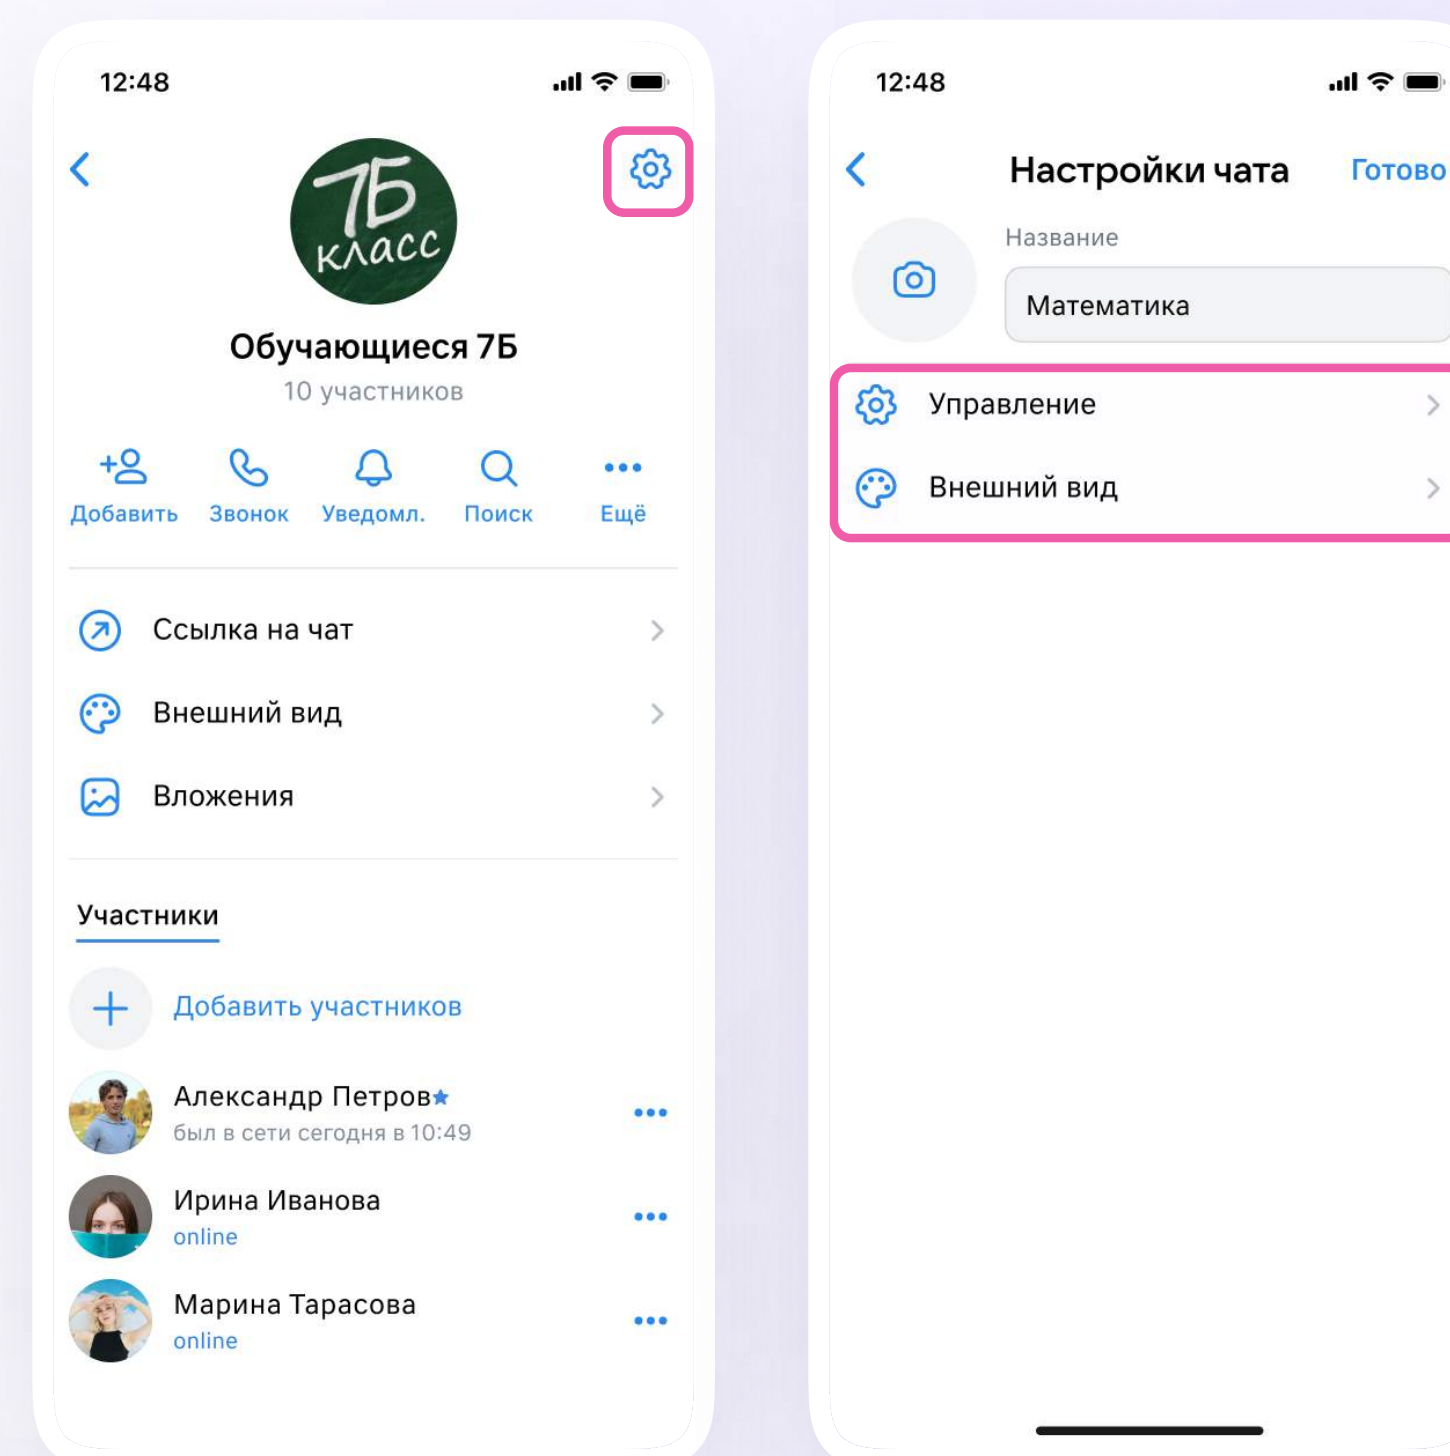 12:48
7Б
класс
Обучающиеся 7Б
10 участников
Добавить Звонок Уведомл. Поиск Ещё
Ссылка на чат
Внешний вид
Вложения
Участники
Добавить участников
Александр Петров
был в сети сегодня в 10:49
Ирина Иванова
online
Марина Тарасова
online
12:48
Настройки чата Готово
Название
Математика
Управление
Внешний вид